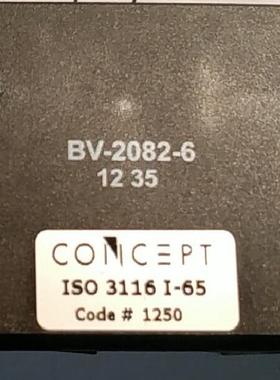 BV-2082-6
12 35
CONCEPT
ISO 3116 I-65
Code # 1250